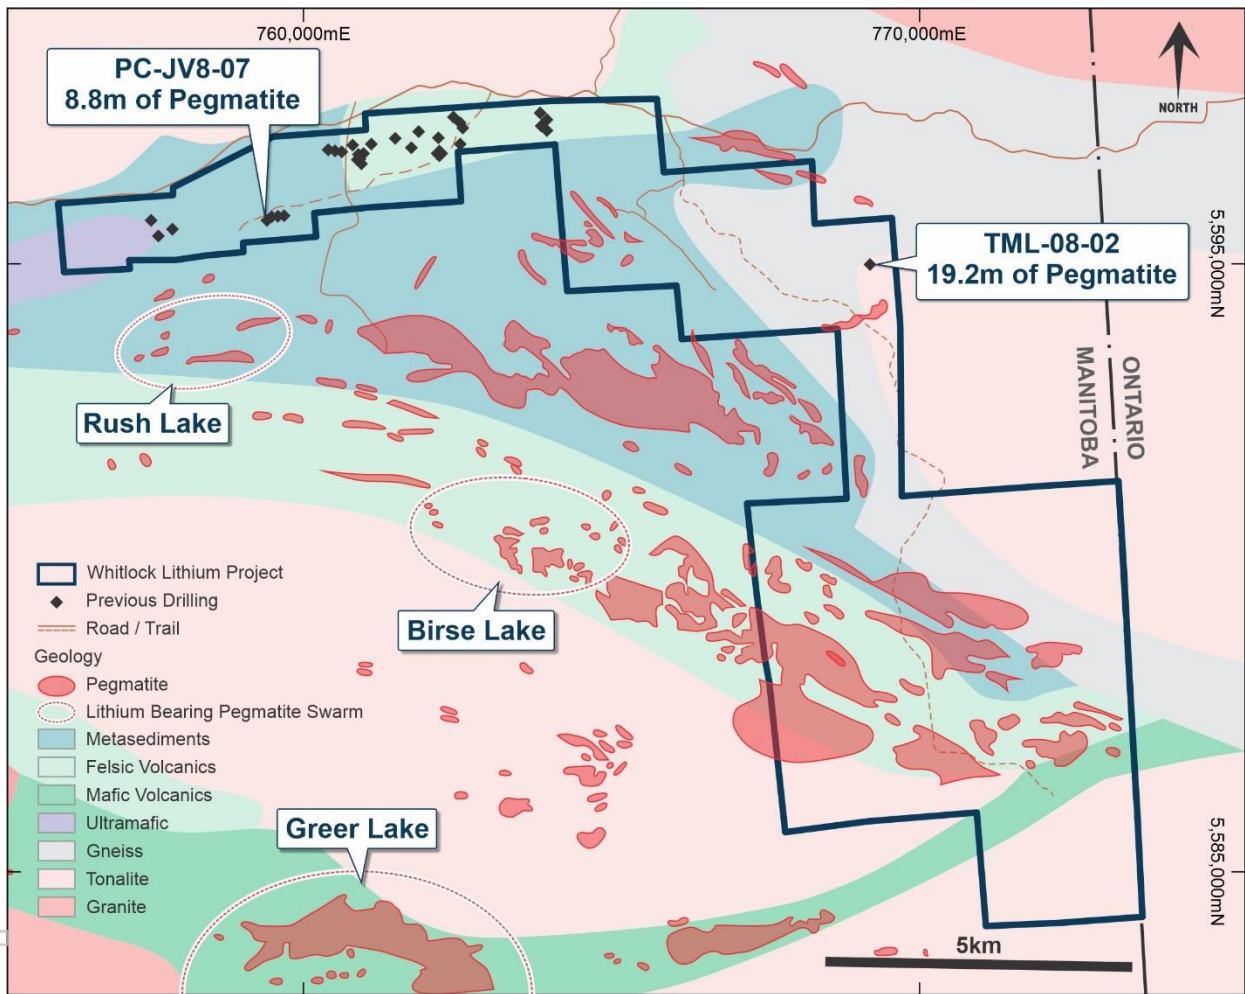 760,000mE
770,000mE
PC-JV8-07
8.8m of Pegmatite
NORTH
TML-08-02
19.2m of Pegmatite
5,595,000mN
MANITOBA
ONTARIO
Rush Lake
Birse Lake
Whitlock Lithium Project
Previous Drilling
Road / Trail
Geology
Pegmatite
Lithium Bearing Pegmatite Swarm
Metasediments
Felsic Volcanics
Mafic Volcanics
Ultramafic
Gneiss
Tonalite
Granite
Greer Lake
5,585,000mN
5km